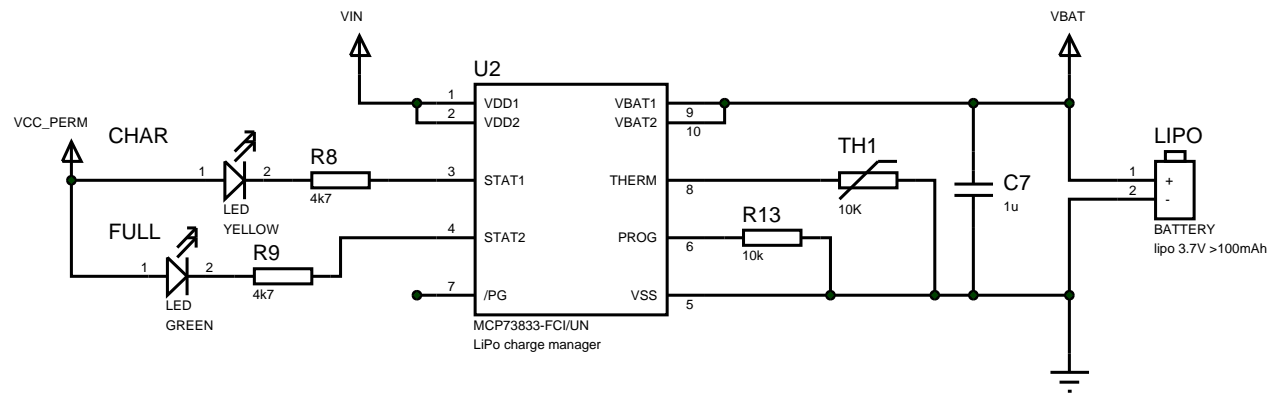 VIN
VBAT
U2
VCC_PERM
CHAR
1
VDD1
VBAT1
9
2
VDD2
VBAT2
10
LIPO
1
2
R8
3
STAT1
THERM
8
TH1
1
+
4k7
10K
C7
2
-
LED
YELLOW
1u
FULL
R13
BATTERY
lipo 3.7V >100mAh
4
STAT2
PROG
6
10k
1
2
R9
4k7
7
/PG
VSS
5
LED
GREEN
MCP73833-FCI/UN
LiPo charge manager